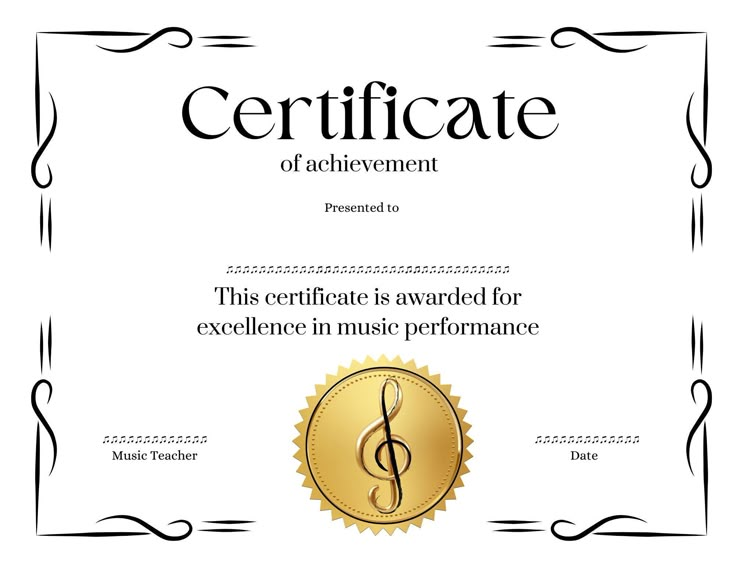 Certificate
of achievement
Presented to
This certificate is awarded for
excellence in music performance
Music Teacher
Date